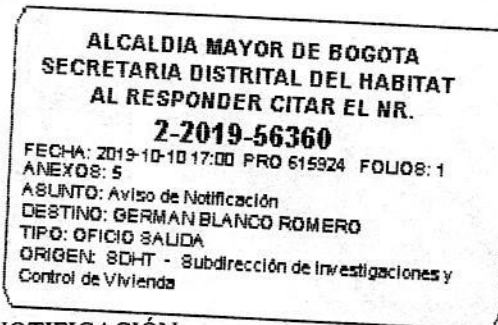 ALCALDIA MAYOR DE BOGOTA
SECRETARIA DISTRITAL DEL HABITAT
AL RESPONDER CITAR EL NR.
2-2019-56360
FECHA: 2019-10-10 17:00 PRO 615924 FOLIOS: 1
ANEXOS: 5
ASUNTO: Aviso de Notificación
DESTINO: GERMAN BLANCO ROMERO
TIPO: OFICIO SALIDA
ORIGEN: SDHT - Subdirección de Investigaciones y
Control de Vivienda
NOTIFICACIÓN